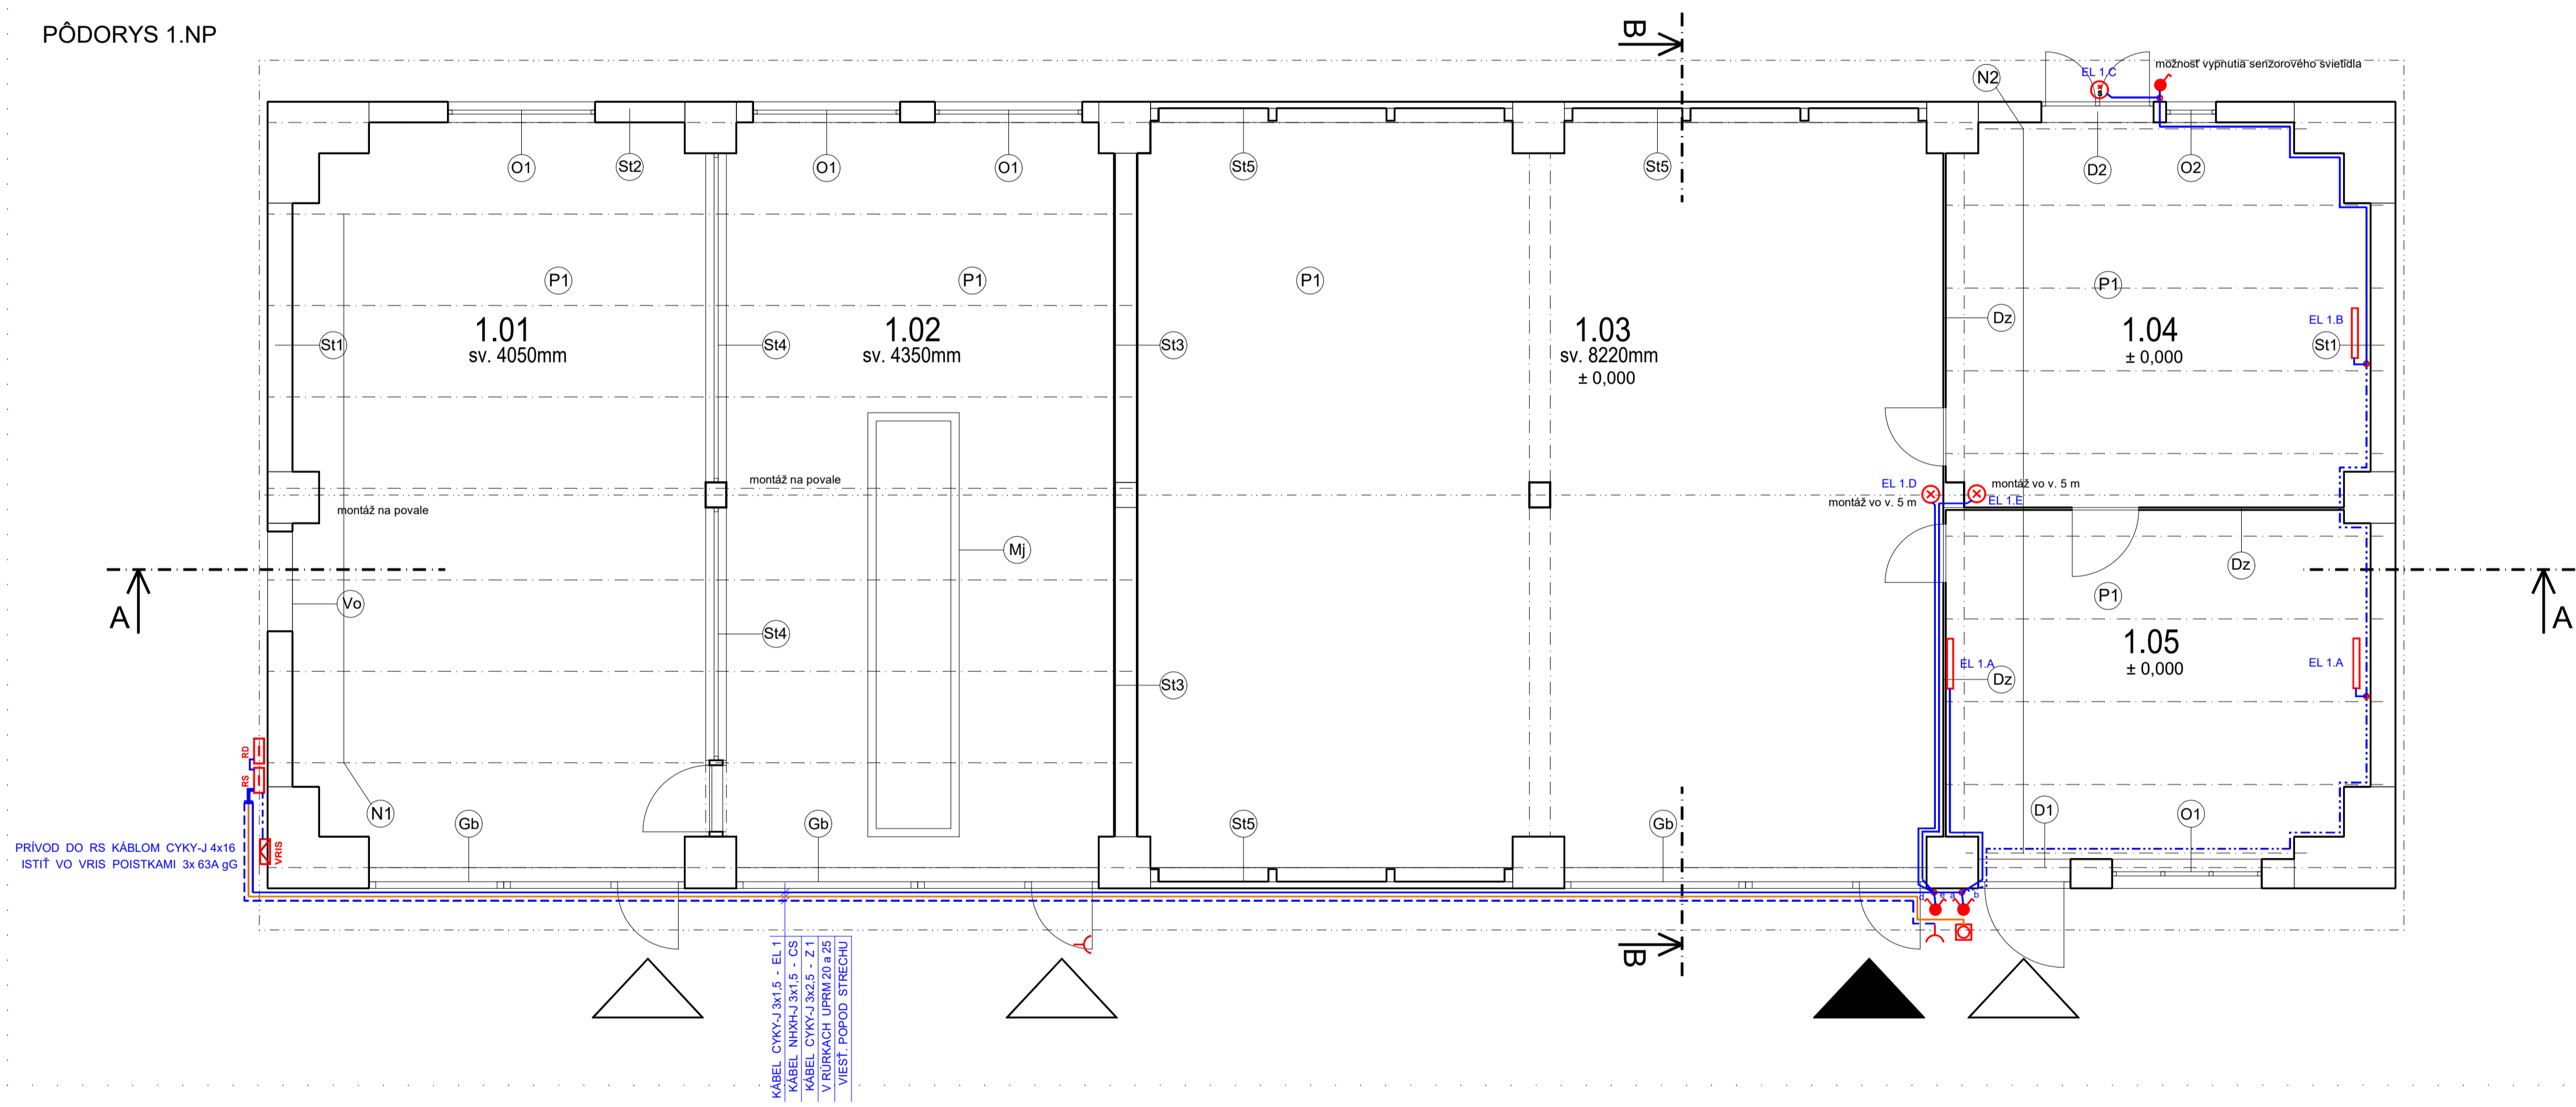 PÔDORYS 1.NP
B
EL 1.C
možnosť vypnutia senzorového svietidla
N2
O1
St2
O1
O1
St5
St5
D2
O2
P1
P1
P1
P1
1.01
sv. 4050mm
1.02
sv. 4350mm
1.03
sv. 8220mm
± 0,000
1.04
± 0,000
St1
St4
St3
Dz
EL 1.B
St1
montáž na povale
montáž na povale
EL 1.D
montáž vo v. 5 m
montáž vo v. 5 m
EL 1.E
Mj
Dz
A
Vo
P1
A
St4
1.05
± 0,000
St3
EL 1.A
Dz
EL 1.A
RD
RS
N1
Gb
Gb
St5
Gb
D1
O1
PRÍVOD DO RS KÁBLOM CYKY-J 4x16
ISTIŤ VO VRIS POISTKAMI 3x 63A gG
VRIS
d
e
a
b
B
KÁBEL CYKY-J 3x1,5 - EL 1
KÁBEL NHXH-J 3x1,5 - CS
KÁBEL CYKY-J 3x2,5 - Z 1
V RÚRKACH UPRM 20 a 25
VIESŤ. POPOD STRECHU